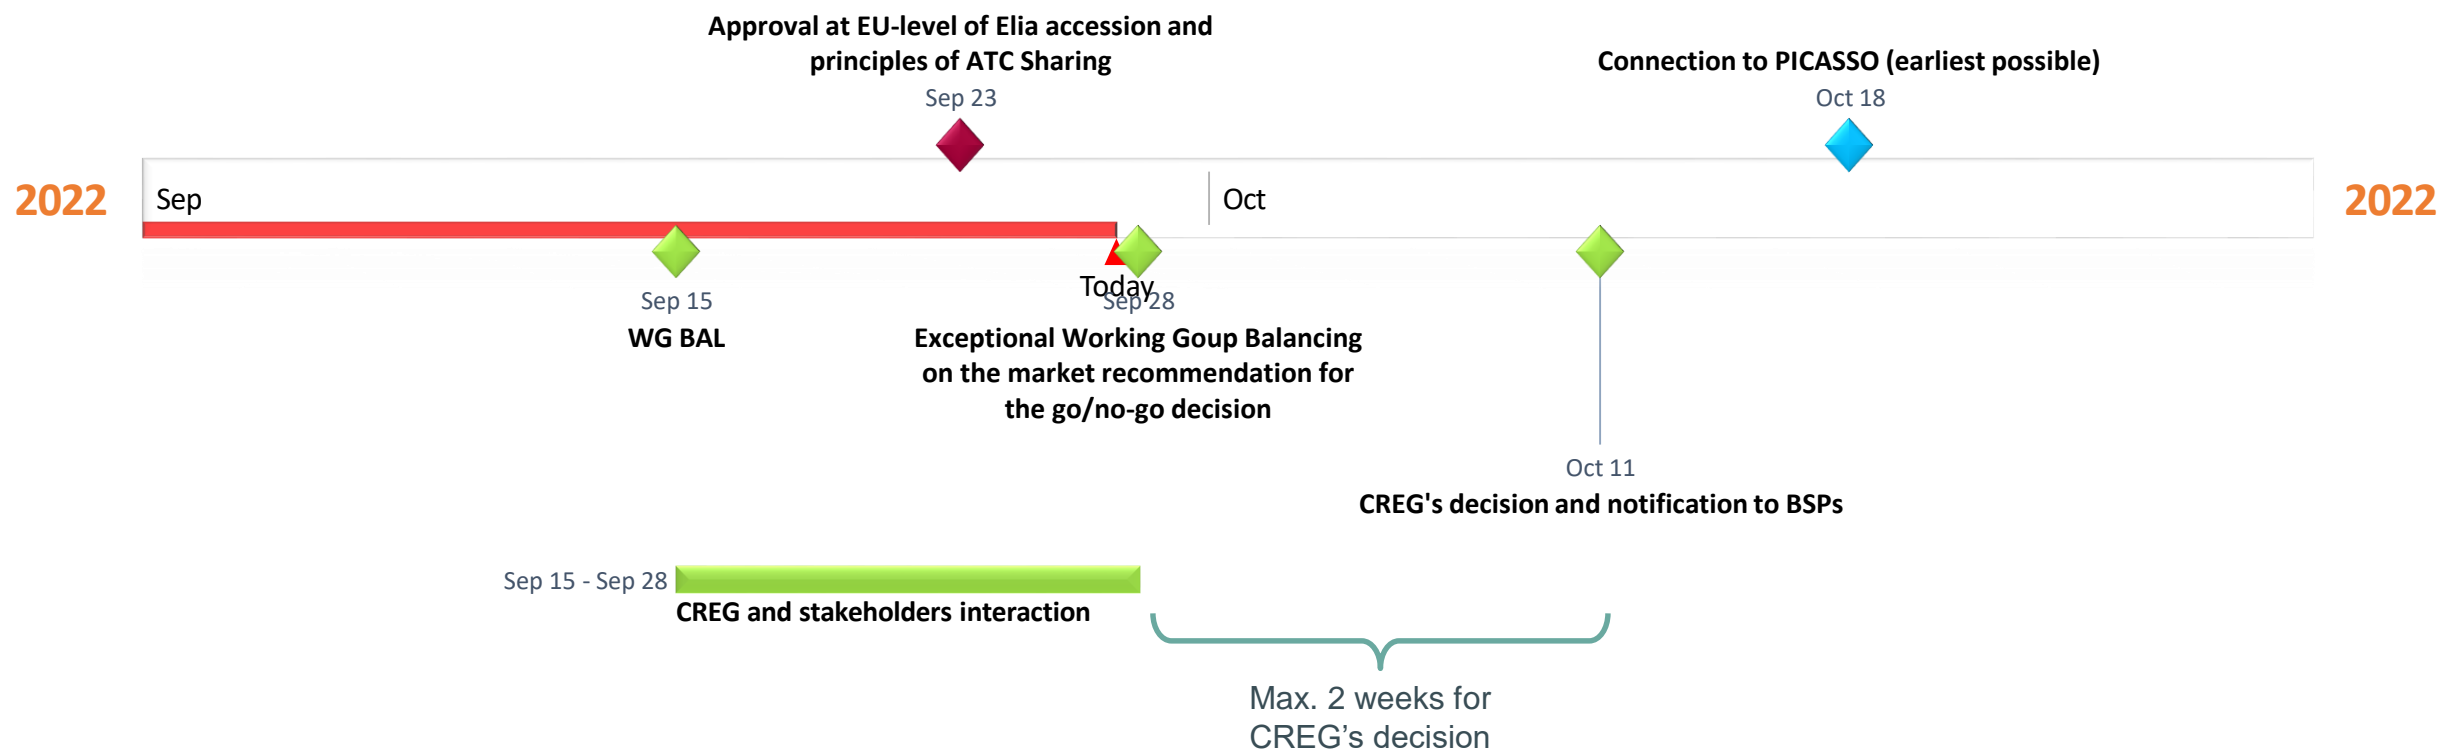 Approval at EU-level of Elia accession and
principles of ATC Sharing
Sep 23
Connection to PICASSO (earliest possible)
Oct 18
2022
Sep
Oct
2022
Today
Sep 15
WG BAL
Sep 28
Exceptional Working Goup Balancing
on the market recommendation for
the go/no-go decision
Oct 11
CREG's decision and notification to BSPs
Sep 15 - Sep 28
CREG and stakeholders interaction
Max. 2 weeks for
CREG’s decision